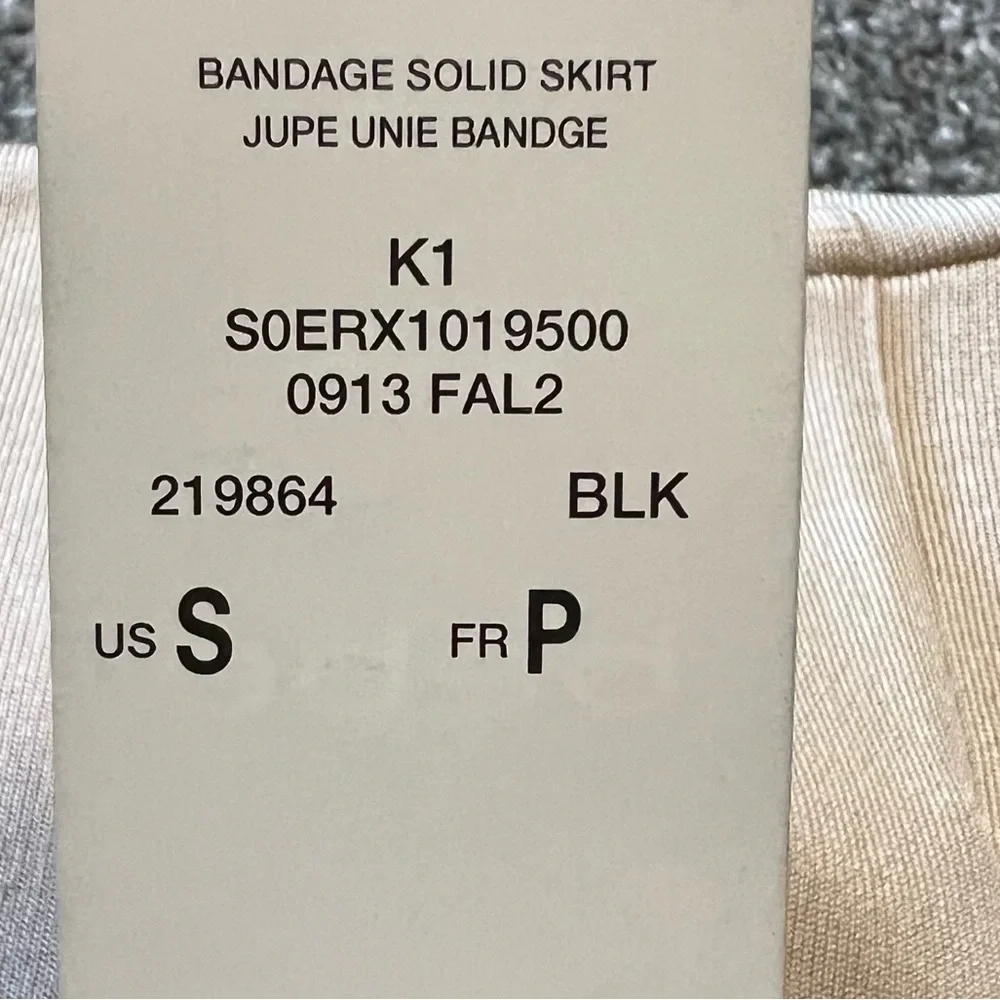 BANDAGE SOLID SKIRT
JUPE UNIE BANDGE
K1
S0ERX1019500
0913 FAL2
219864 BLK
US S FR P